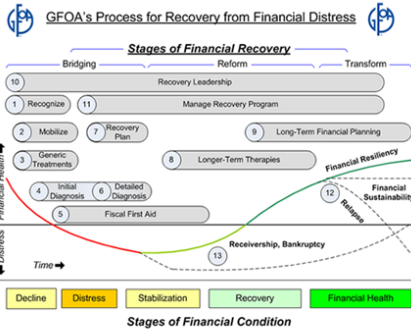 GFOA's Process for Recovery from Financial Distress
Stages of Financial Recovery
Bridging
Reform
Transform
10 Recovery Leadership
1 Recognize
11 Manage Recovery Program
2 Mobilize
7 Recovery
Plan
9 Long-Term Financial Planning
3 Generic
Treatments
8 Longer-Term Therapies
Financial Resiliency
4 Initial
Diagnosis
6 Detailed
Diagnosis
12
Financial
Sustainability
Relapse
5 Fiscal First Aid
Financial Health
Distress
Receivership, Bankruptcy
13
Time
Decline
Distress
Stabilization
Recovery
Financial Health
Stages of Financial Condition